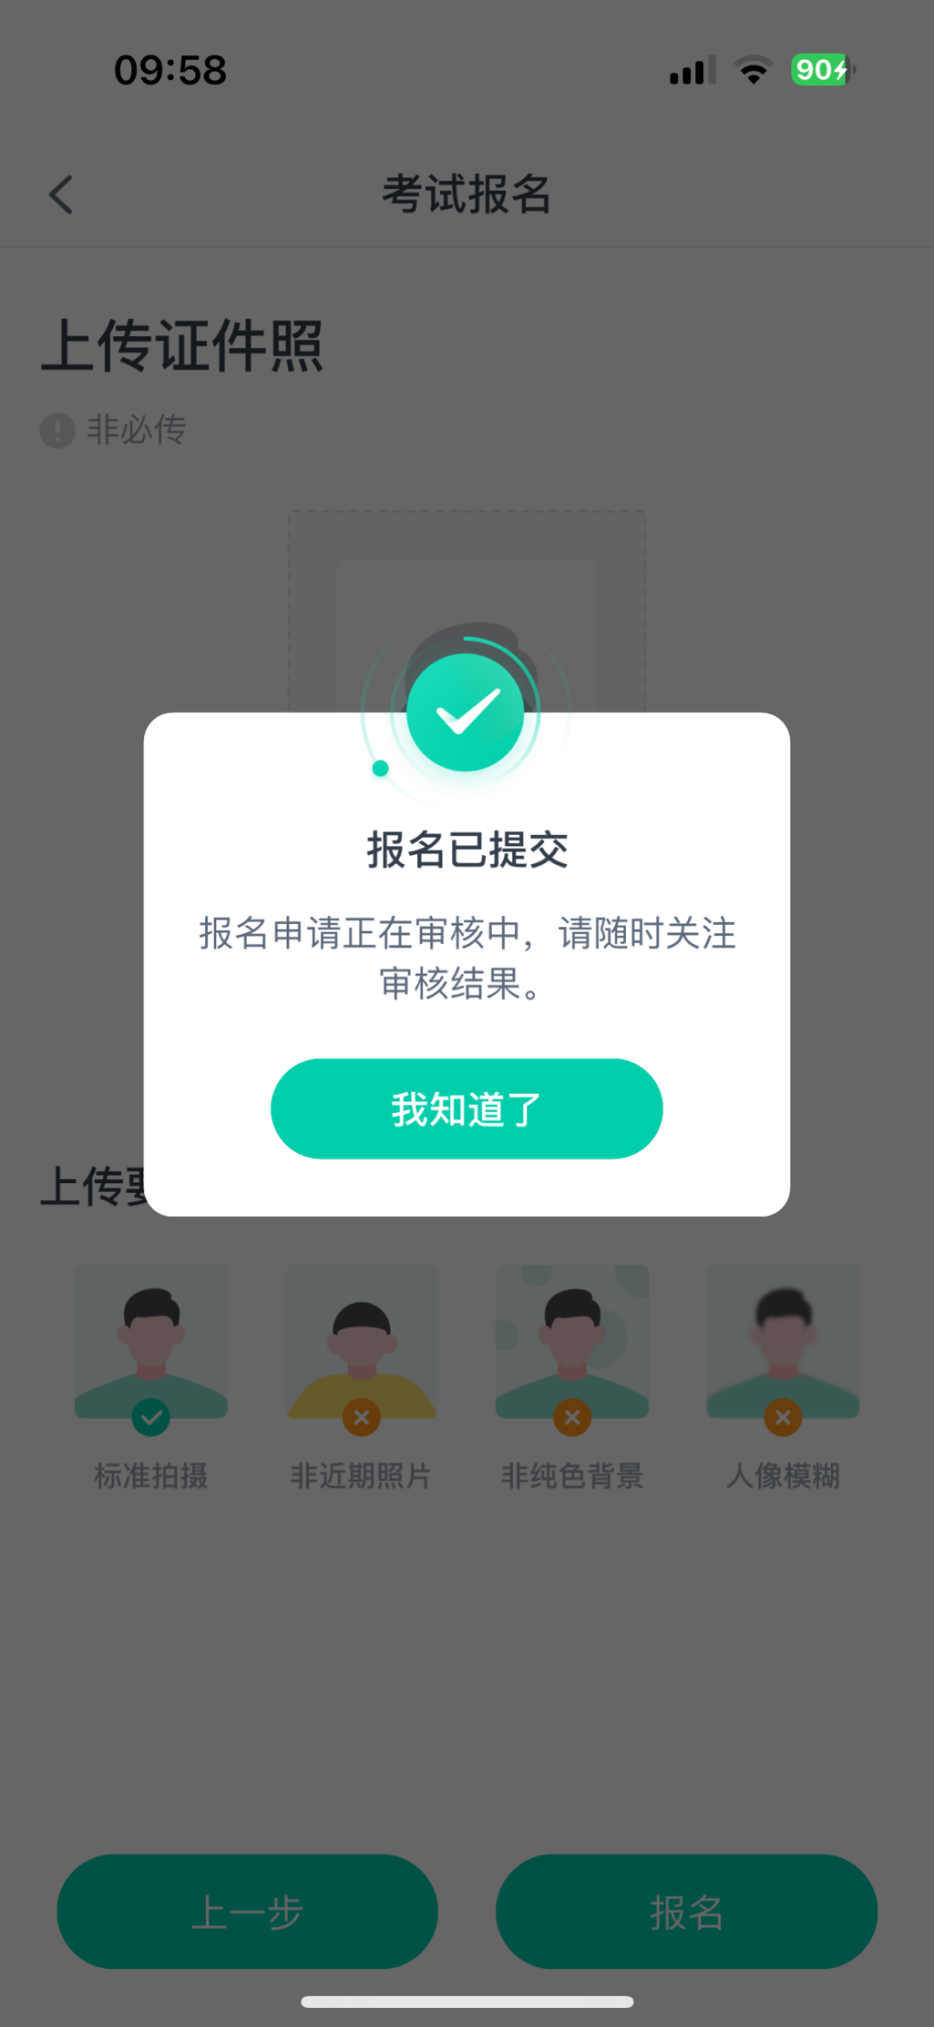 09:58
90
考试报名
上传证件照
非必传
报名已提交
报名申请正在审核中，请随时关注
审核结果。
我知道了
上传要
标准拍摄
非近期照片
非纯色背景
人像模糊
上一步
报名